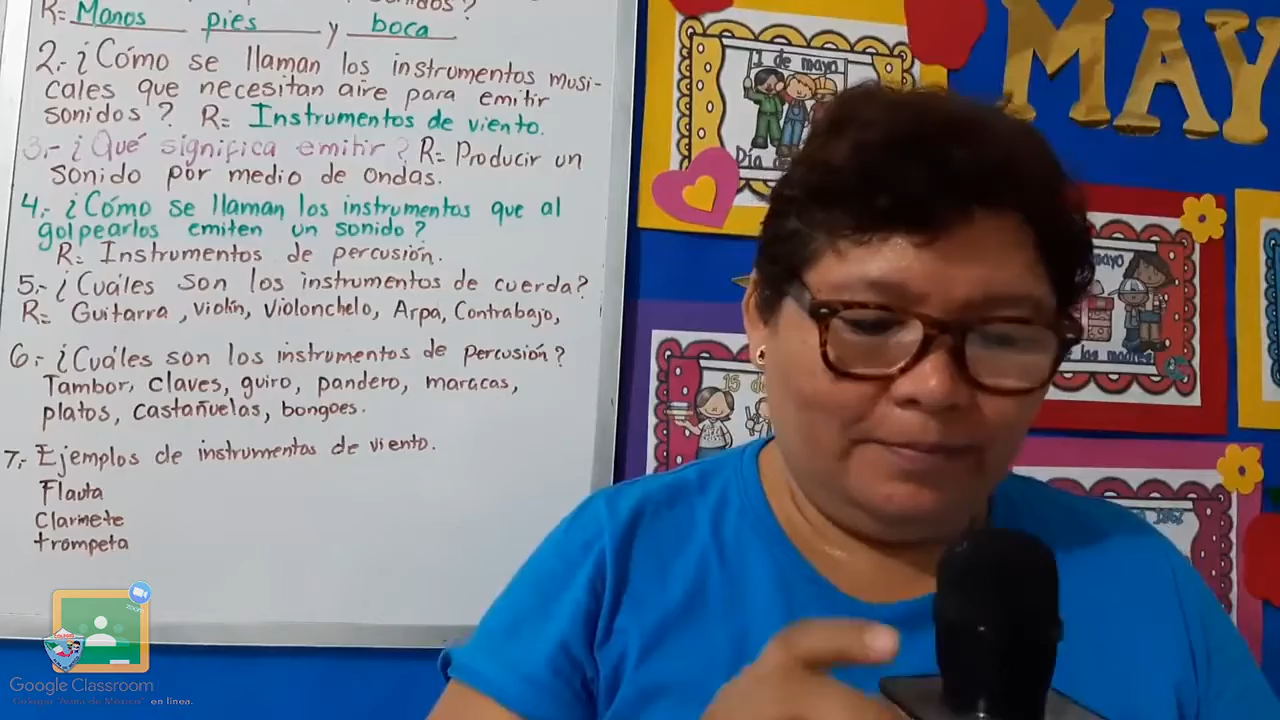 R= Manos pies y boca
2.- ¿Cómo se llaman los instrumentos musi-
cales que necesitan aire para emitir
sonidos? R= Instrumentos de viento.
3.- ¿Qué significa emitir? R= Producir un
sonido por medio de ondas.
4.- ¿Cómo se llaman los instrumentos que al
golpearlos emiten un sonido?
R= Instrumentos de percusión.
5.- ¿Cuáles son los instrumentos de cuerda?
R= Guitarra, violín, Violonchelo, Arpa, Contrabajo,
6.- ¿Cuáles son los instrumentos de percusión?
Tambor, claves, guiro, pandero, maracas,
platos, castañuelas, bongoes.
7.- Ejemplos de instrumentos de viento.
Flauta
Clarinete
trompeta
MAY
1 de mayo
Día
mayo
las madres
15 de
zoom
Google Classroom
en línea.